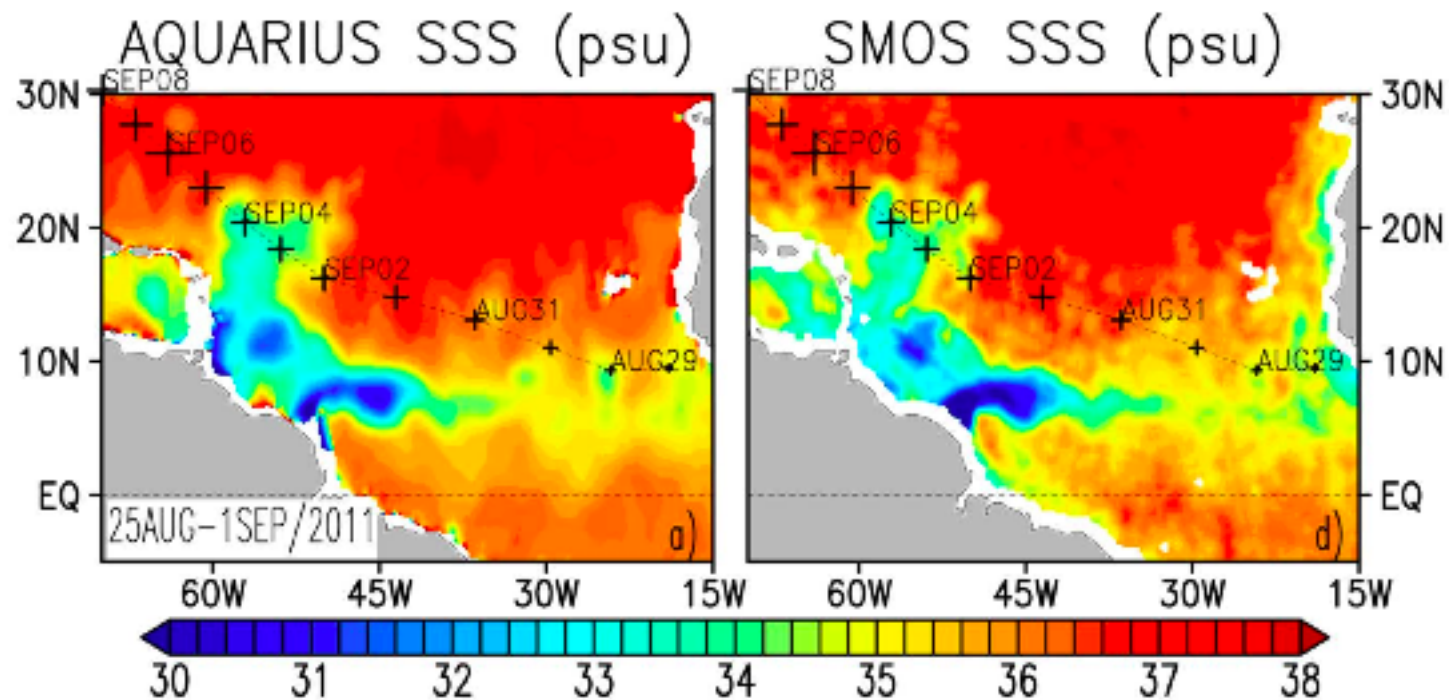 AQUARIUS SSS (psu)
SMOS SSS (psu)
SEP08
SEP08
30N
30N
SEP06
SEP06
20N
SEP04
SEP04
20N
SEP02
SEP02
AUG31
AUG31
10N
AUG29
AUG29
10N
EQ
EQ
25AUG-1SEP/2011
a)
d)
60W 45W 30W 15W
60W 45W 30W 15W
30 31 32 33 34 35 36 37 38